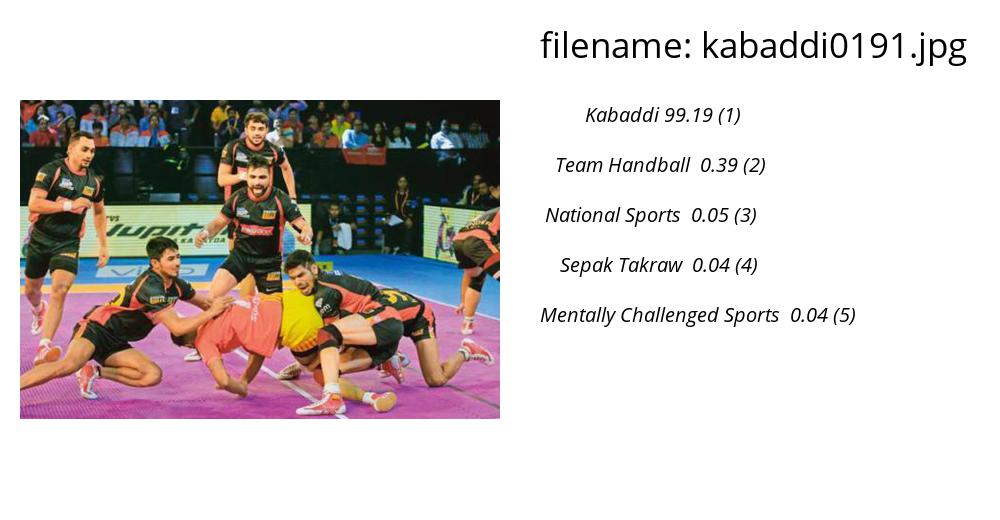 filename: kabaddi0191.jpg
Kabaddi 99.19 (1)
Team Handball 0.39 (2)
National Sports 0.05 (3)
Sepak Takraw 0.04 (4)
Mentally Challenged Sports 0.04 (5)
TVS
Jupiter
vivo